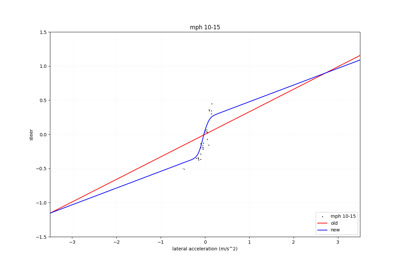 mph 10-15
1.5
1.0
0.5
0.0
−0.5
−1.0
−1.5
steer
−3 −2 −1 0 1 2 3
lateral acceleration (m/s^2)
mph 10-15
old
new